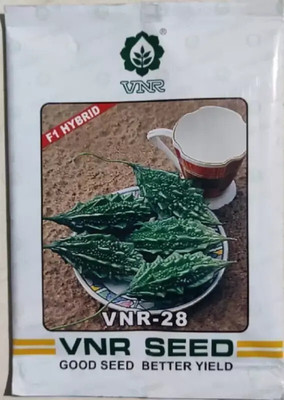 VNR
F1 HYBRID
VNR-28
VNR SEED
GOOD SEED BETTER YIELD